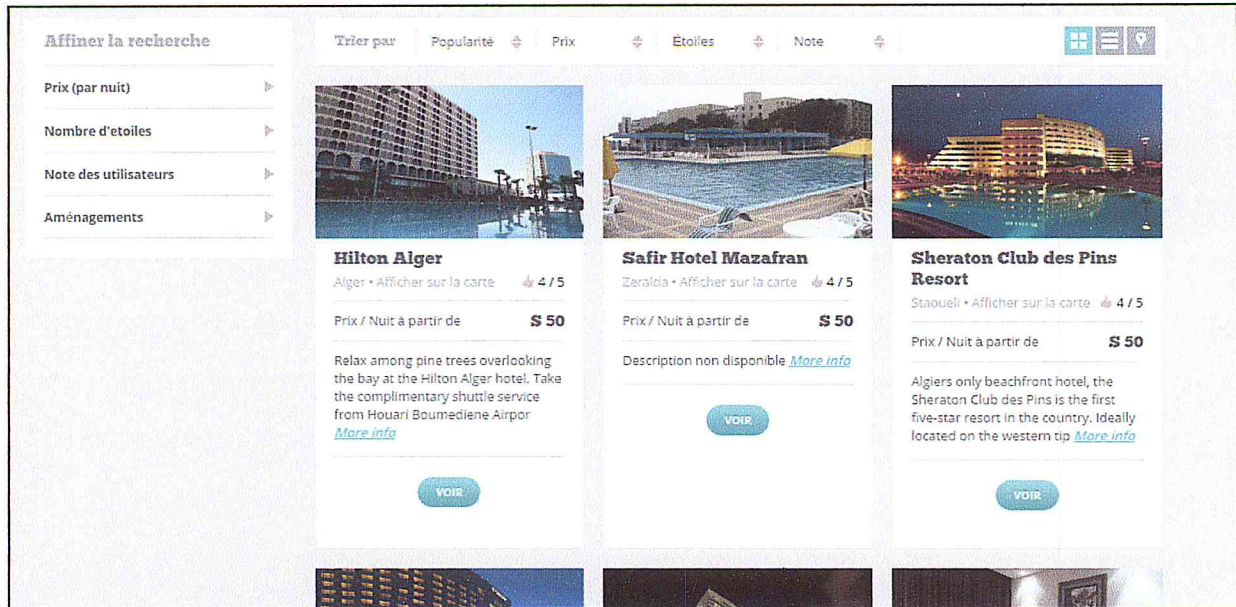 Affiner la recherche
Prix (par nuit)
Nombre d'etoiles
Note des utilisateurs
Aménagements
Trier par Popularité Prix Étoiles Note
Hilton Alger
Alger • Afficher sur la carte 4 / 5
Prix / Nuit à partir de $ 50
Relax among pine trees overlooking
the bay at the Hilton Alger hotel. Take
the complimentary shuttle service
from Houari Boumediene Airpor
More info
VOIR
Safir Hotel Mazafran
Zeralda • Afficher sur la carte 4 / 5
Prix / Nuit à partir de $ 50
Description non disponible More info
VOIR
Sheraton Club des Pins
Resort
Staoueli • Afficher sur la carte 4 / 5
Prix / Nuit à partir de $ 50
Algiers only beachfront hotel, the
Sheraton Club des Pins is the first
five-star resort in the country. Ideally
located on the western tip More info
VOIR